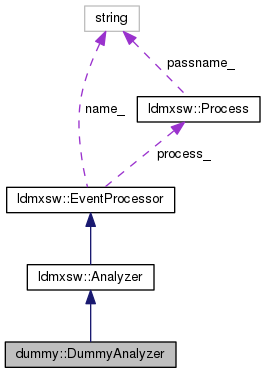 string
passname_
name_
ldmxsw::Process
process_
ldmxsw::EventProcessor
ldmxsw::Analyzer
dummy::DummyAnalyzer